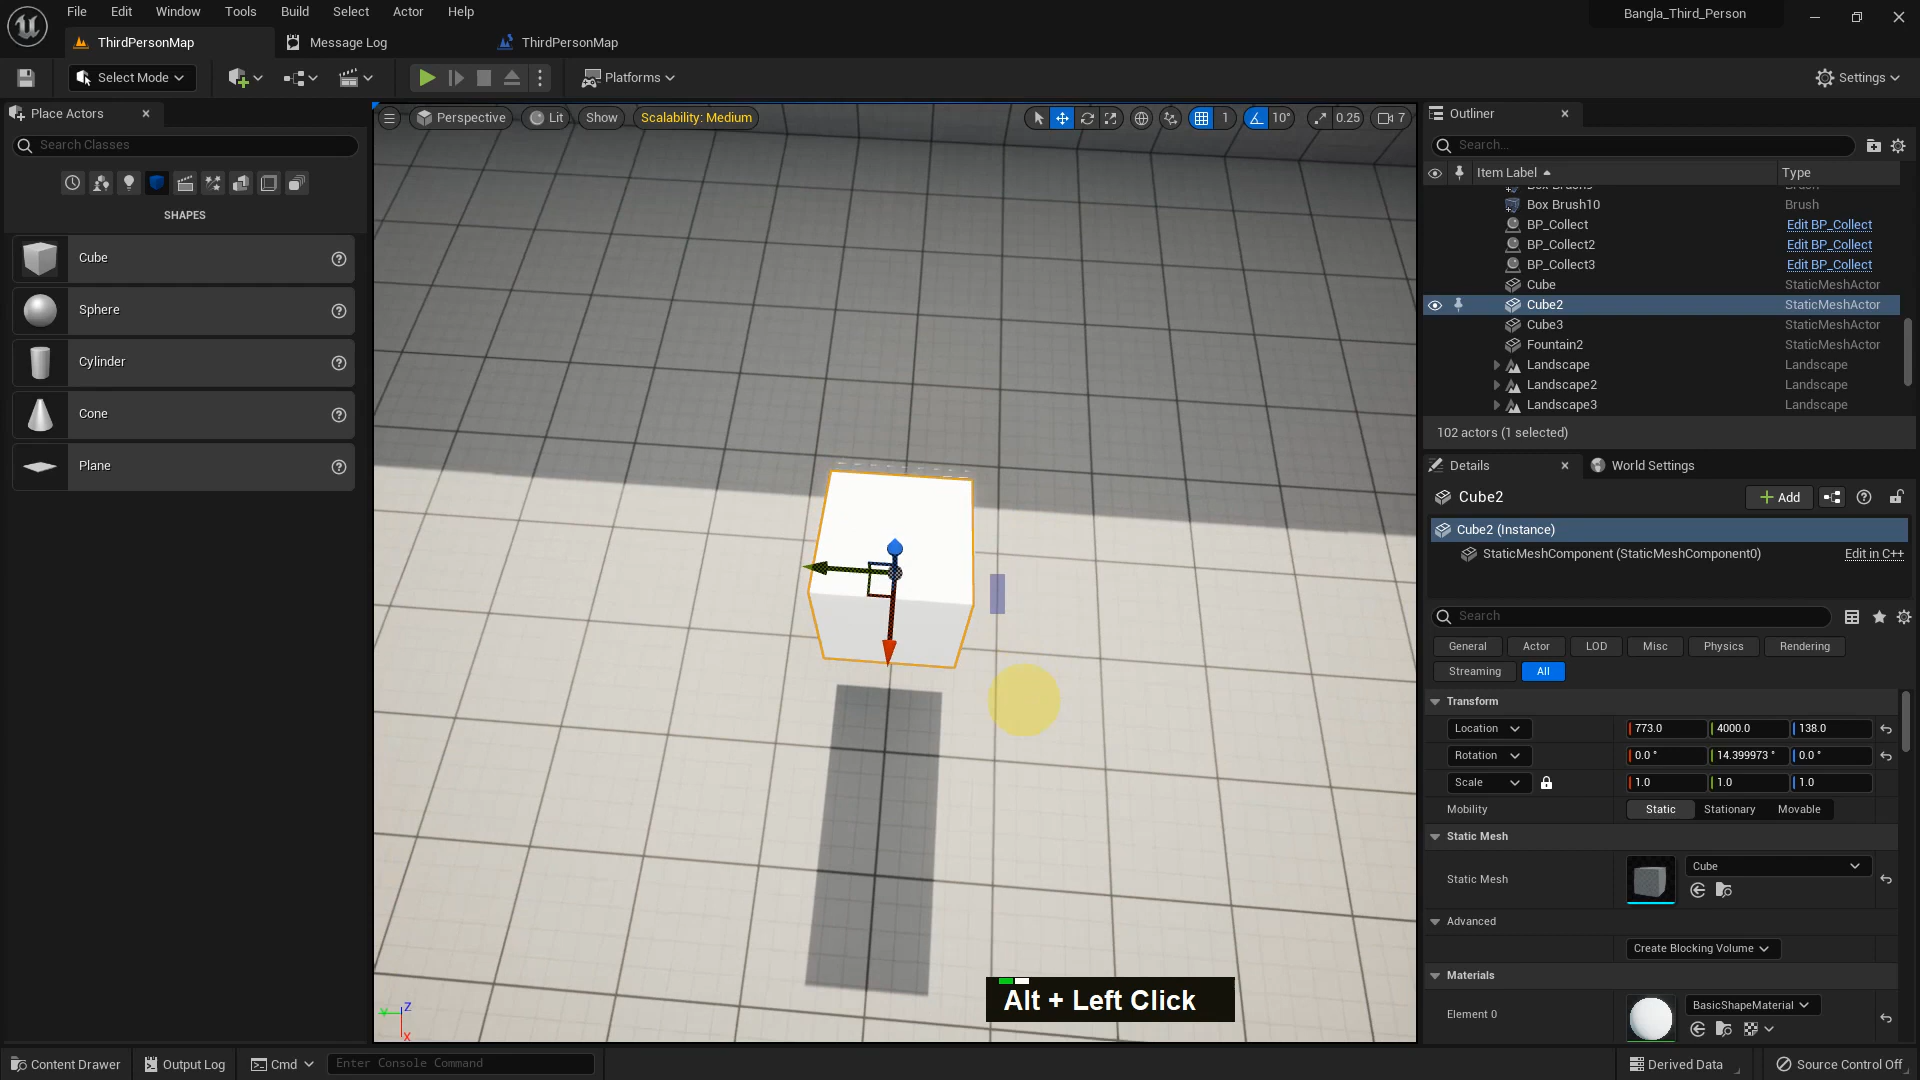 File Edit Window Tools Build Select Actor Help
Bangla_Third_Person
ThirdPersonMap Message Log ThirdPersonMap
Select Mode Platforms Settings
Place Actors
Search Classes
SHAPES
Cube
Sphere
Cylinder
Cone
Plane
Perspective Lit Show Scalability: Medium 1 10° 0.25 7
Outliner
Search...
Item Label Type
Box Brush10 Brush
BP_Collect Edit BP_Collect
BP_Collect2 Edit BP_Collect
BP_Collect3 Edit BP_Collect
Cube StaticMeshActor
Cube2 StaticMeshActor
Cube3 StaticMeshActor
Fountain2 StaticMeshActor
Landscape Landscape
Landscape2 Landscape
Landscape3 Landscape
102 actors (1 selected)
Details World Settings
Cube2 Add
Cube2 (Instance)
StaticMeshComponent (StaticMeshComponent0) Edit in C++
Search
General Actor LOD Misc Physics Rendering
Streaming All
Transform
Location 773.0 4000.0 138.0
Rotation 0.0 ° 14.399973 ° 0.0 °
Scale 1.0 1.0 1.0
Mobility Static Stationary Movable
Static Mesh
Static Mesh Cube
Advanced
Create Blocking Volume
Materials
Element 0 BasicShapeMaterial
Z
Y
X
Alt + Left Click
Content Drawer Output Log Cmd Enter Console Command Derived Data Source Control Off